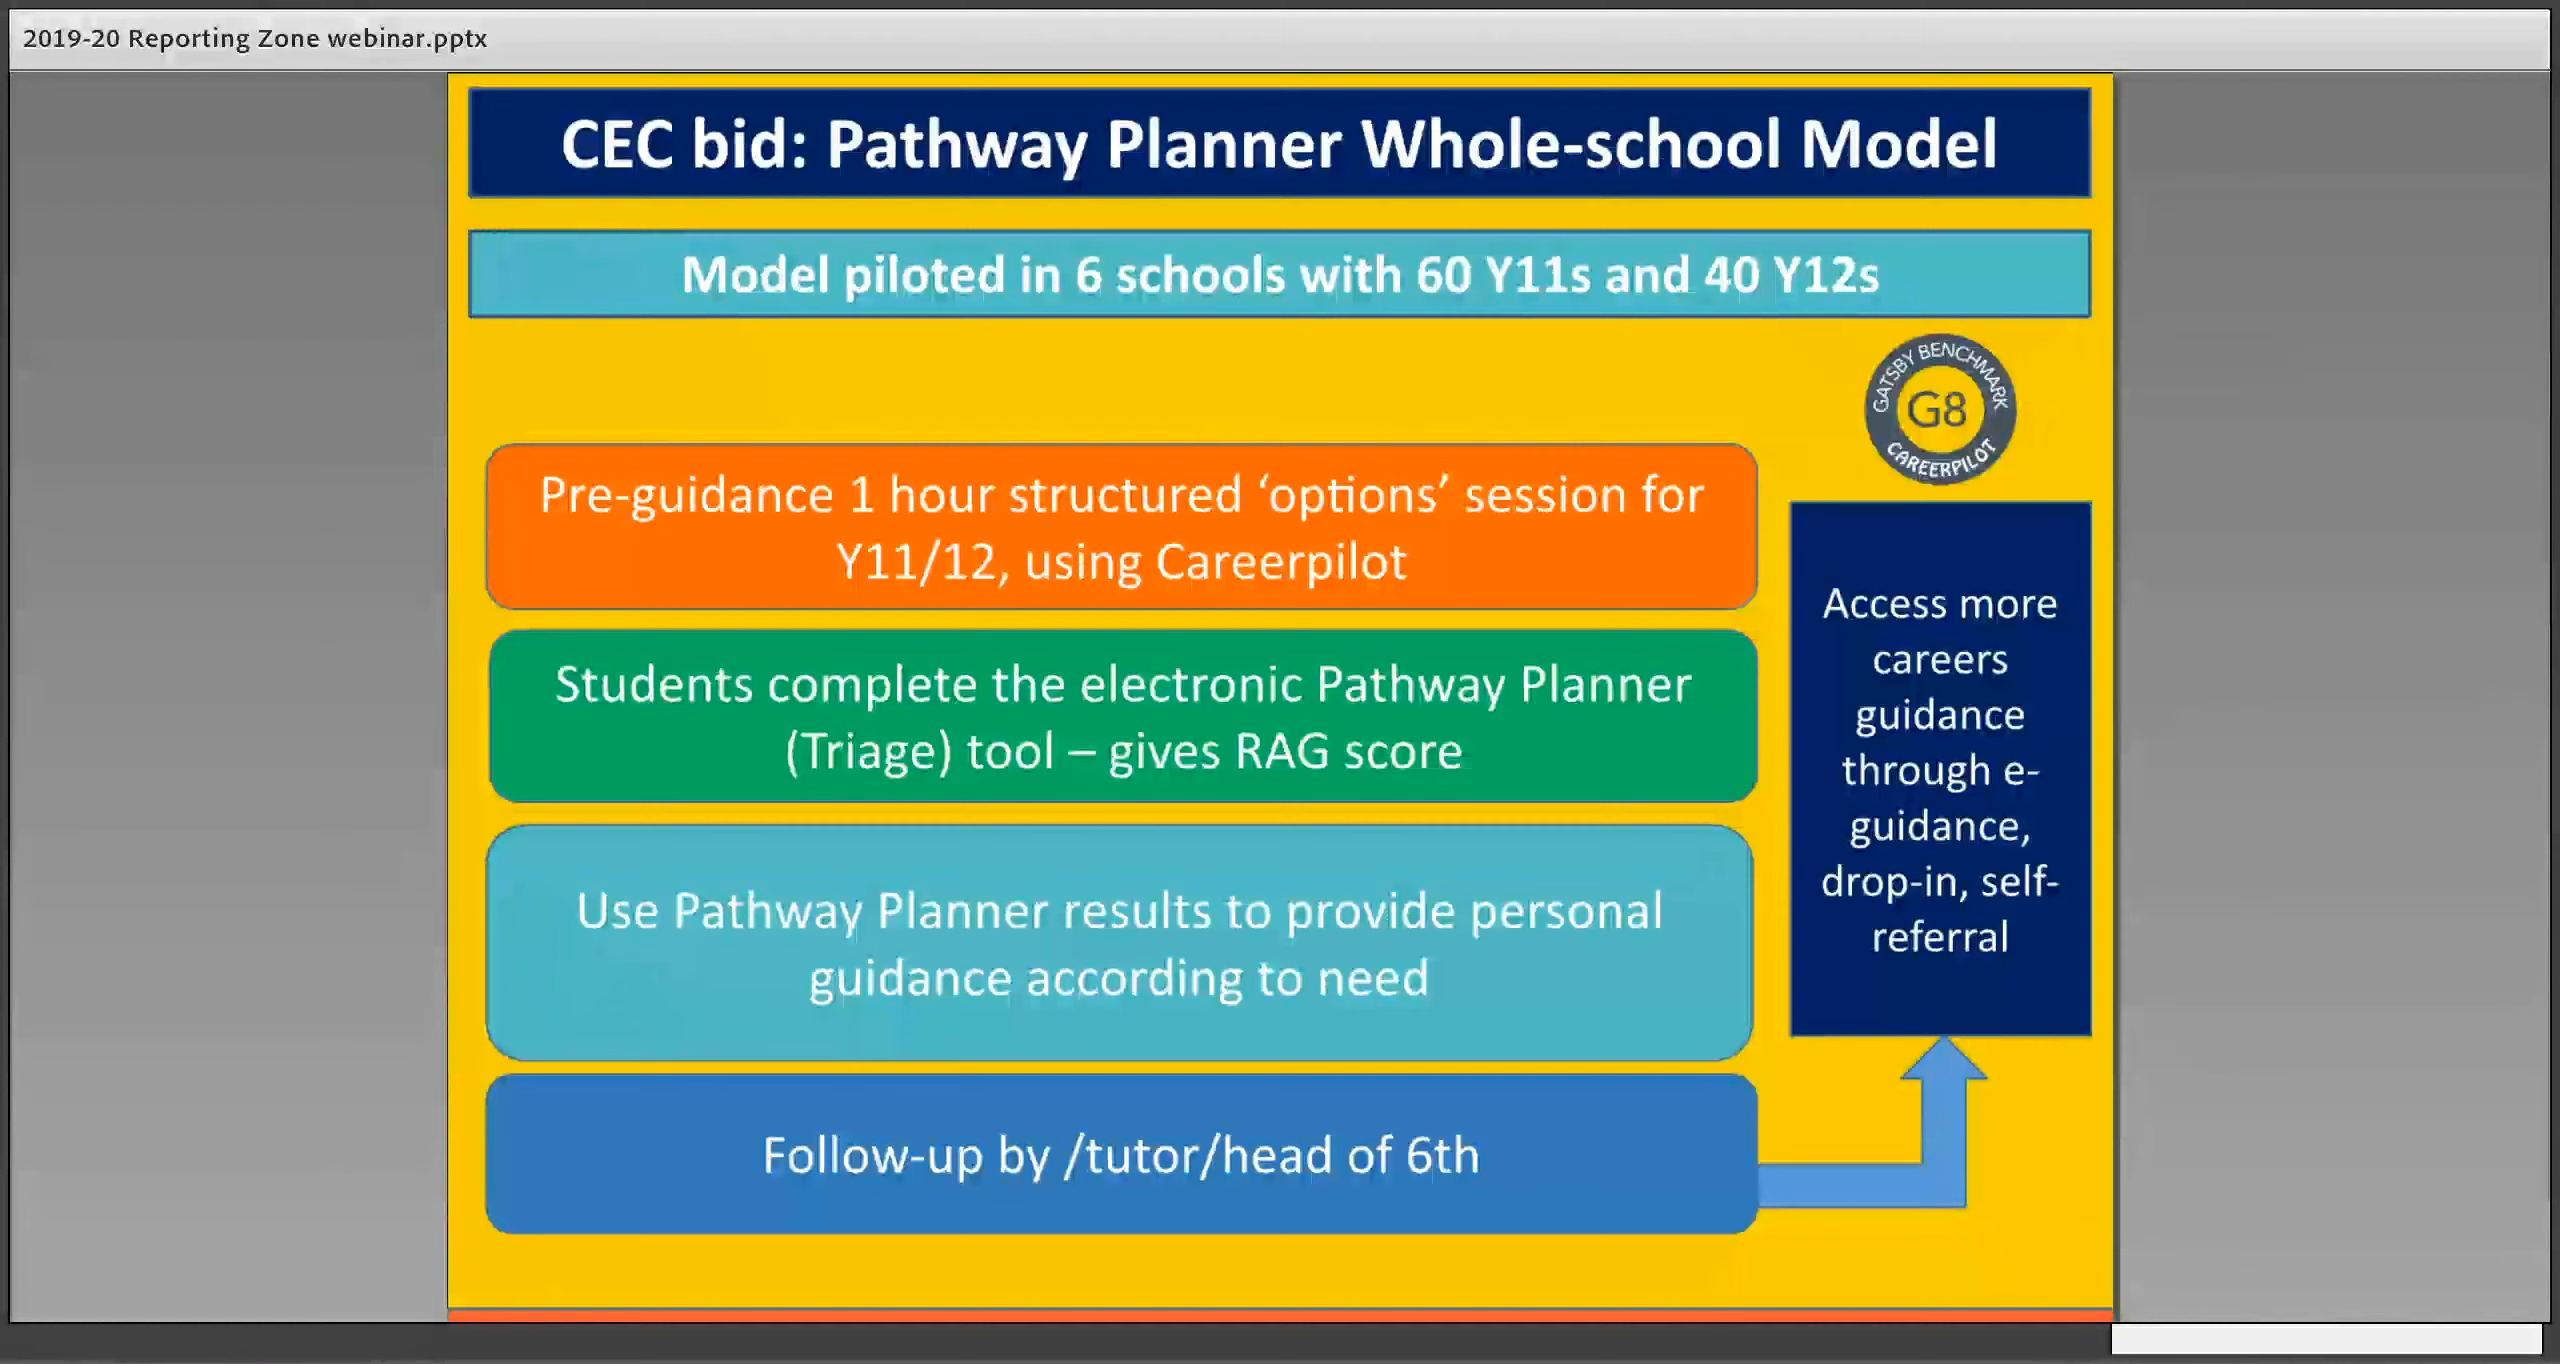 2019-20 Reporting Zone webinar.pptx
CEC bid: Pathway Planner Whole-school Model
Model piloted in 6 schools with 60 Y11s and 40 Y12s
GATSBY BENCHMARK
G8
CAREERPILOT
Pre-guidance 1 hour structured ‘options’ session for
Y11/12, using Careerpilot
Students complete the electronic Pathway Planner
(Triage) tool – gives RAG score
Use Pathway Planner results to provide personal
guidance according to need
Follow-up by /tutor/head of 6th
Access more
careers
guidance
through e-
guidance,
drop-in, self-
referral